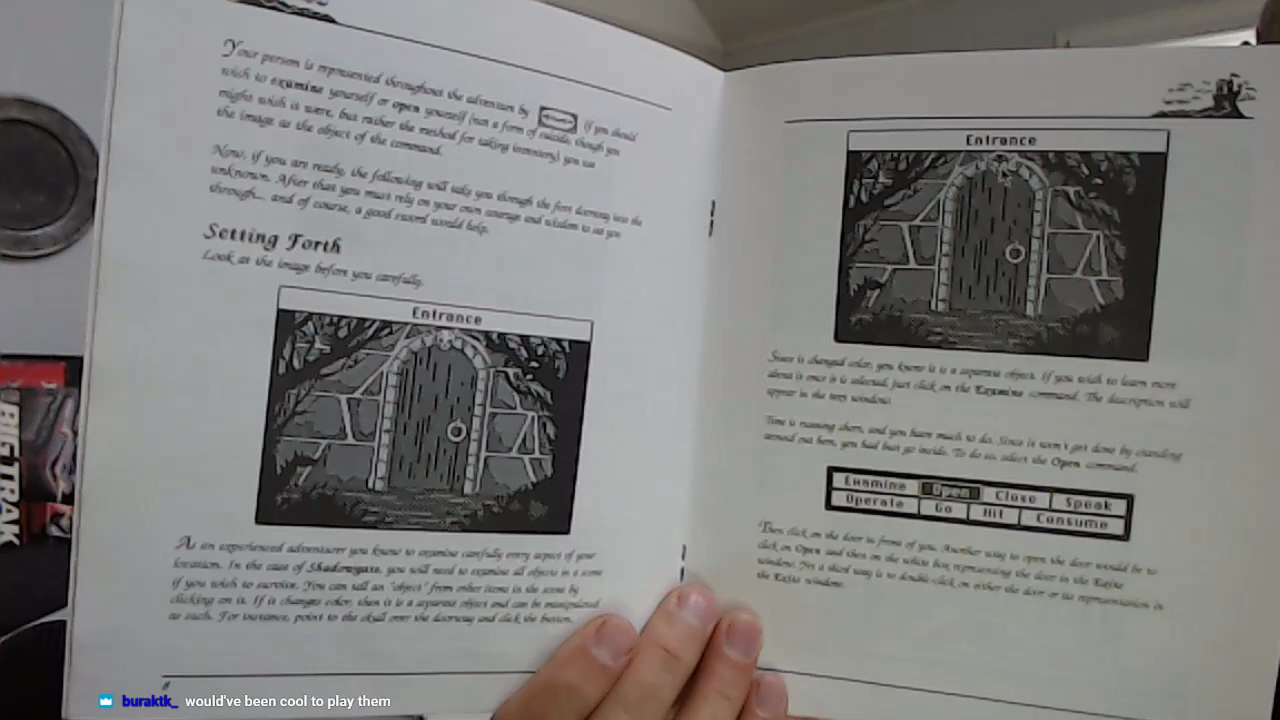 Your person is represented throughout the adventure by (if you should
wish to examine yourself or open yourself (not a form of suicide, though you
might wish it were, but rather the method for taking inventory) you use
the image as the object of the command.
Now, if you are ready, the following will take you through the first doorway into the
unknown. After that you must rely on your own courage and wisdom to see you
through... and of course, a good sword would help.
Setting Forth
Look at the image before you carefully.
Entrance
As an experienced adventurer you know to examine carefully every aspect of your
location. In the case of Shadowgate, you will need to examine all objects in a scene
if you wish to survive. You can tell an "object" from other items in the scene by
clicking on it. If it changes color, then it is a separate object and can be manipulated
as such. For instance, point to the skull over the doorway and click the button.
Entrance
Since it changed color, you know it is a separate object. If you wish to learn more
about it once it is selected, just click on the Examine command. The description will
appear in the text window.
Time is running short, and you have much to do. Since it won't get done by standing
around out here, you had best go inside. To do so, select the Open command.
Examine Open Close Speak
Operate Go Hit Consume
Then click on the door in front of you. Another way to open the door would be to
click on Open and then on the white box representing the door in the Exits
window. Yet a third way is to double-click on either the door or its representation in
the Exits window.
BIG TRAK
buraktk_ would've been cool to play them